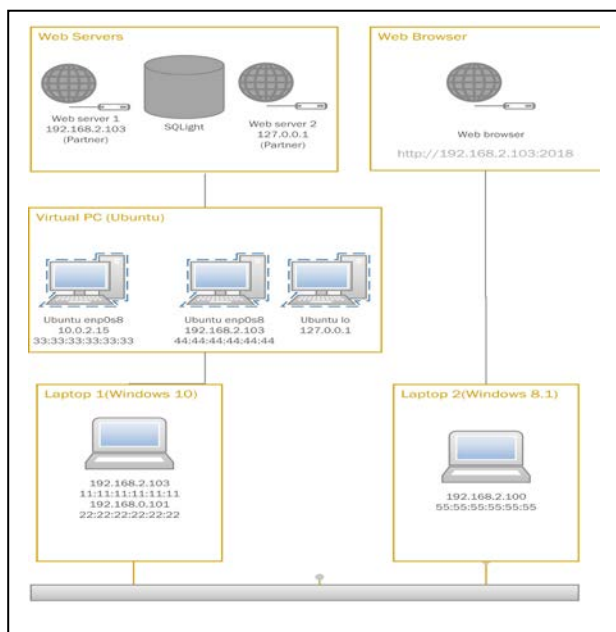 Web Servers
Web server 1
192.168.2.103
(Partner)
SQLight
Web server 2
127.0.0.1
(Partner)
Web Browser
Web browser
http://192.168.2.103:2018
Virtual PC (Ubuntu)
Ubuntu enp0s8
10.0.2.15
33:33:33:33:33:33
Ubuntu enp0s8
192.168.2.103
44:44:44:44:44:44
Ubuntu lo
127.0.0.1
Laptop 1(Windows 10)
192.168.2.103
11:11:11:11:11:11
192.168.0.101
22:22:22:22:22:22
Laptop 2(Windows 8.1)
192.168.2.100
55:55:55:55:55:55